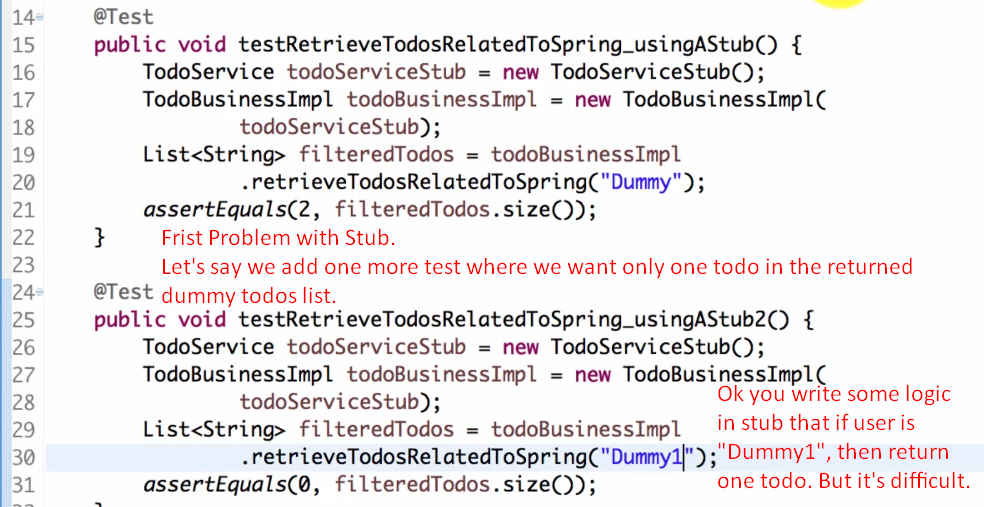 14 @Test
15 public void testRetrieveTodosRelatedToSpring_usingAStub() {
16 TodoService todoServiceStub = new TodoServiceStub();
17 TodoBusinessImpl todoBusinessImpl = new TodoBusinessImpl(
18 todoServiceStub);
19 List<String> filteredTodos = todoBusinessImpl
20 .retrieveTodosRelatedToSpring("Dummy");
21 assertEquals(2, filteredTodos.size());
22 }
Frist Problem with Stub.
23
Let's say we add one more test where we want only one todo in the returned
dummy todos list.
24 @Test
25 public void testRetrieveTodosRelatedToSpring_usingAStub2() {
26 TodoService todoServiceStub = new TodoServiceStub();
27 TodoBusinessImpl todoBusinessImpl = new TodoBusinessImpl(
28 todoServiceStub);
29 List<String> filteredTodos = todoBusinessImpl
30 .retrieveTodosRelatedToSpring("Dummy1");
31 assertEquals(0, filteredTodos.size());
Ok you write some logic
in stub that if user is
"Dummy1", then return
one todo. But it's difficult.